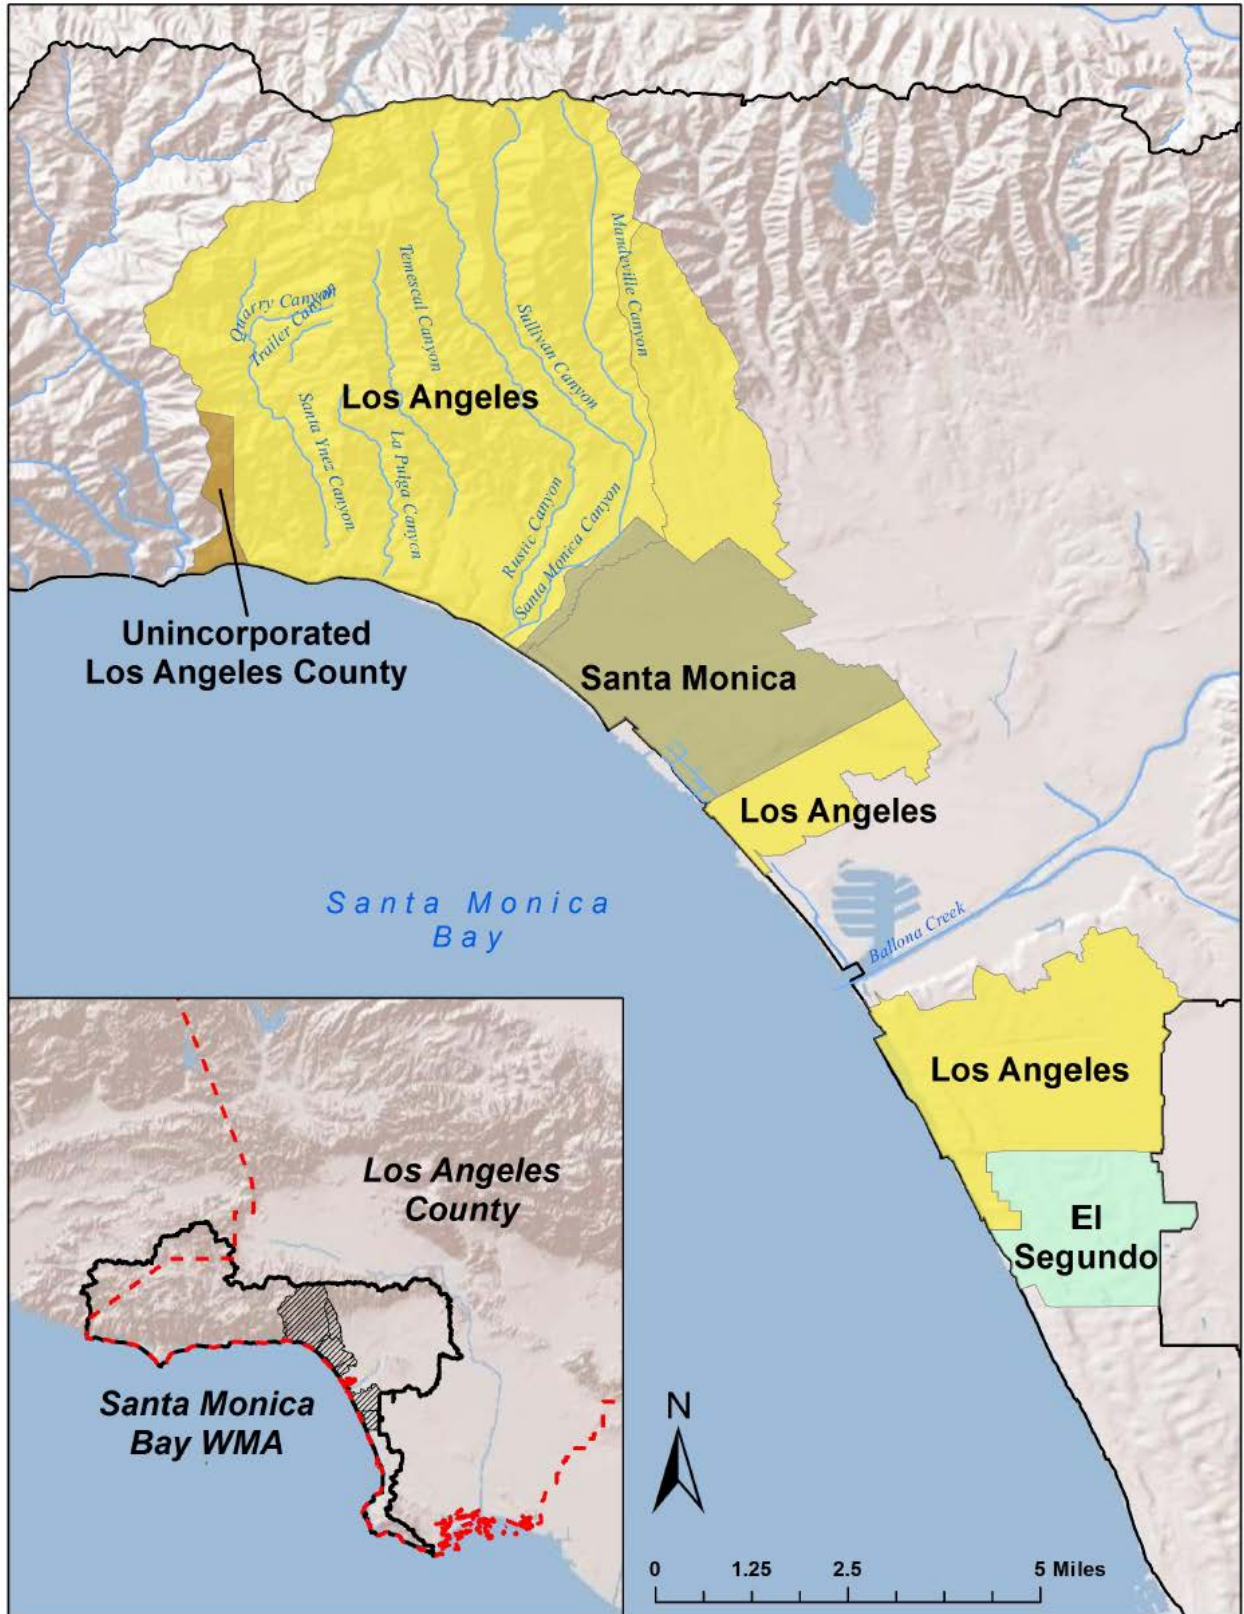 Mandeville Canyon
Temescal Canyon
Quarry Canyon
Trailer Canyon
Sullivan Canyon
Los Angeles
Santa Ynez Canyon
La Pulga Canyon
Rustic Canyon
Santa Monica Canyon
Unincorporated
Los Angeles County
Santa Monica
Los Angeles
Santa Monica
Bay
Ballona Creek
Los Angeles
El
Segundo
Los Angeles
County
Santa Monica
Bay WMA
N
0 1.25 2.5 5 Miles